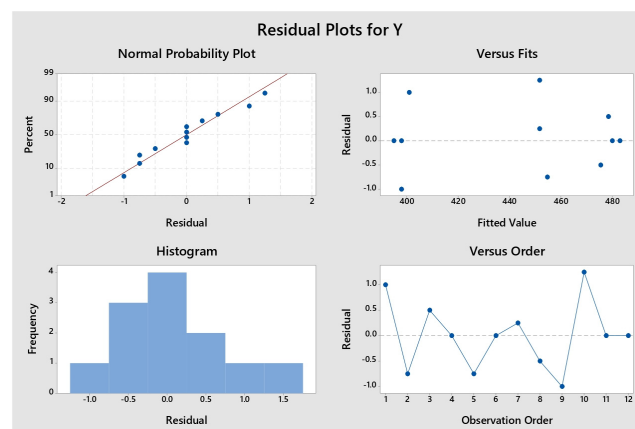 Residual Plots for Y
Normal Probability Plot
99
90
50
10
1
Percent
-2 -1 0 1 2
Residual
Versus Fits
1.0
0.5
0.0
-0.5
-1.0
Residual
400 420 440 460 480
Fitted Value
Histogram
4
3
2
1
0
Frequency
-1.0 -0.5 0.0 0.5 1.0 1.5
Residual
Versus Order
1.0
0.5
0.0
-0.5
-1.0
Residual
1 2 3 4 5 6 7 8 9 10 11 12
Observation Order